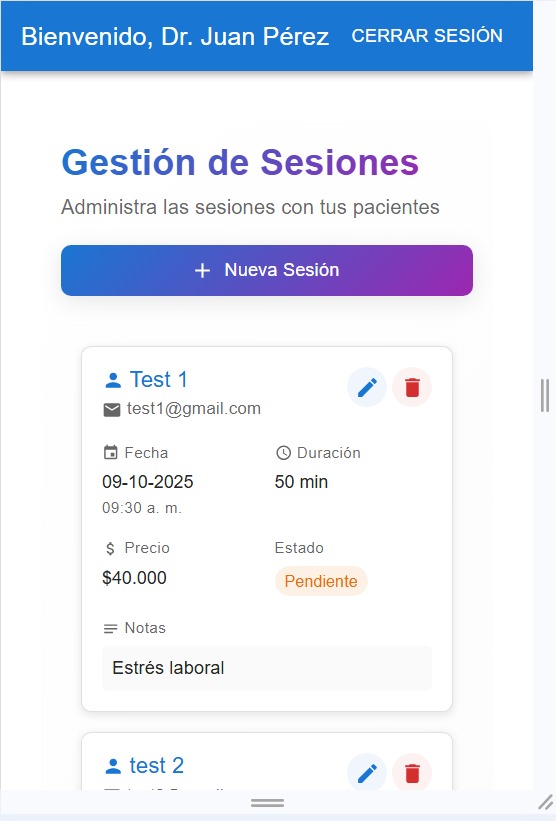 Bienvenido, Dr. Juan Pérez CERRAR SESIÓN
Gestión de Sesiones
Administra las sesiones con tus pacientes
Nueva Sesión
Test 1
test1@gmail.com
Fecha Duración
09-10-2025 50 min
09:30 a. m.
Precio Estado
$40.000 Pendiente
Notas
Estrés laboral
test 2